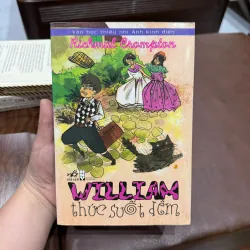 Văn học thiếu nhi Anh kinh điển
Richmal Crompton
WILLIAM
thức suốt đêm